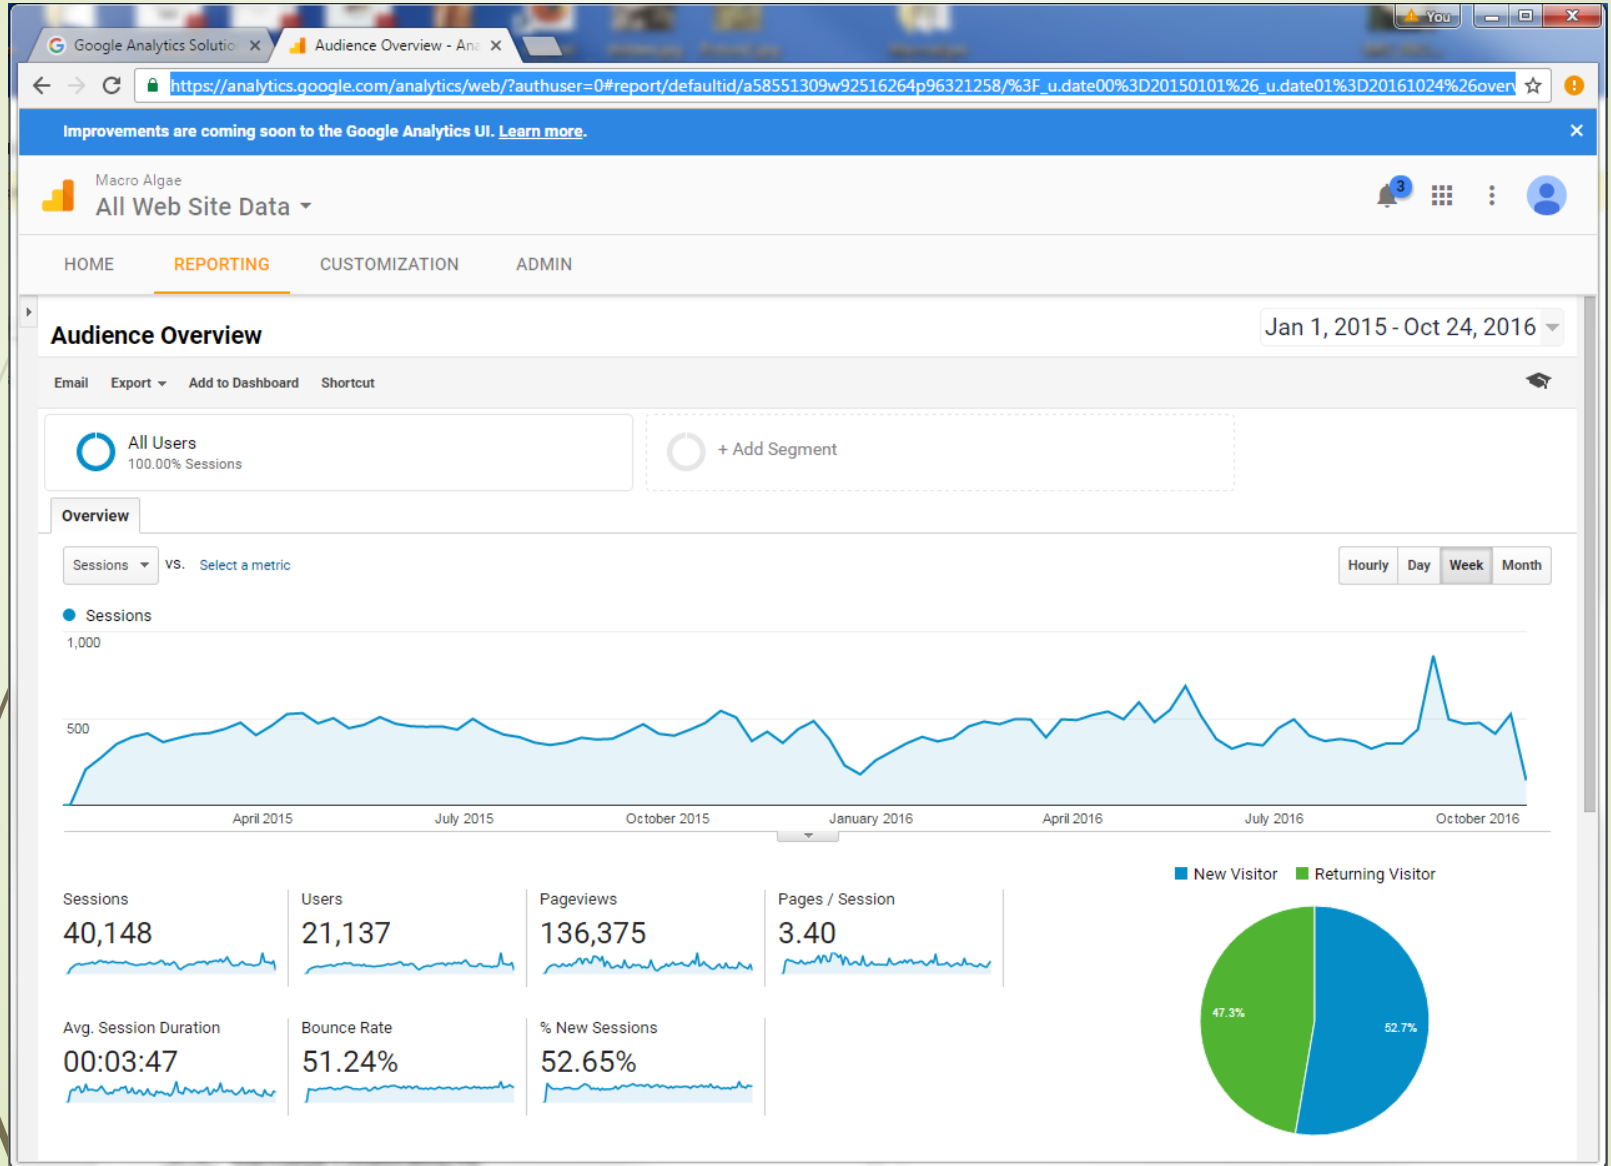 You
Google Analytics Solutio
Audience Overview - Ana
https://analytics.google.com/analytics/web/?authuser=0#report/defaultid/a58551309w92516264p96321258/%3F_u.date00%3D20150101%26_u.date01%3D20161024%26overv
Improvements are coming soon to the Google Analytics UI. Learn more.
Macro Algae
All Web Site Data
3
HOME REPORTING CUSTOMIZATION ADMIN
Audience Overview
Jan 1, 2015 - Oct 24, 2016
Email Export Add to Dashboard Shortcut
All Users
100.00% Sessions
+ Add Segment
Overview
Sessions VS. Select a metric
Hourly Day Week Month
Sessions
1,000
500
April 2015 July 2015 October 2015 January 2016 April 2016 July 2016 October 2016
New Visitor Returning Visitor
Sessions Users Pageviews Pages / Session
40,148 21,137 136,375 3.40
47.3%
52.7%
Avg. Session Duration Bounce Rate % New Sessions
00:03:47 51.24% 52.65%